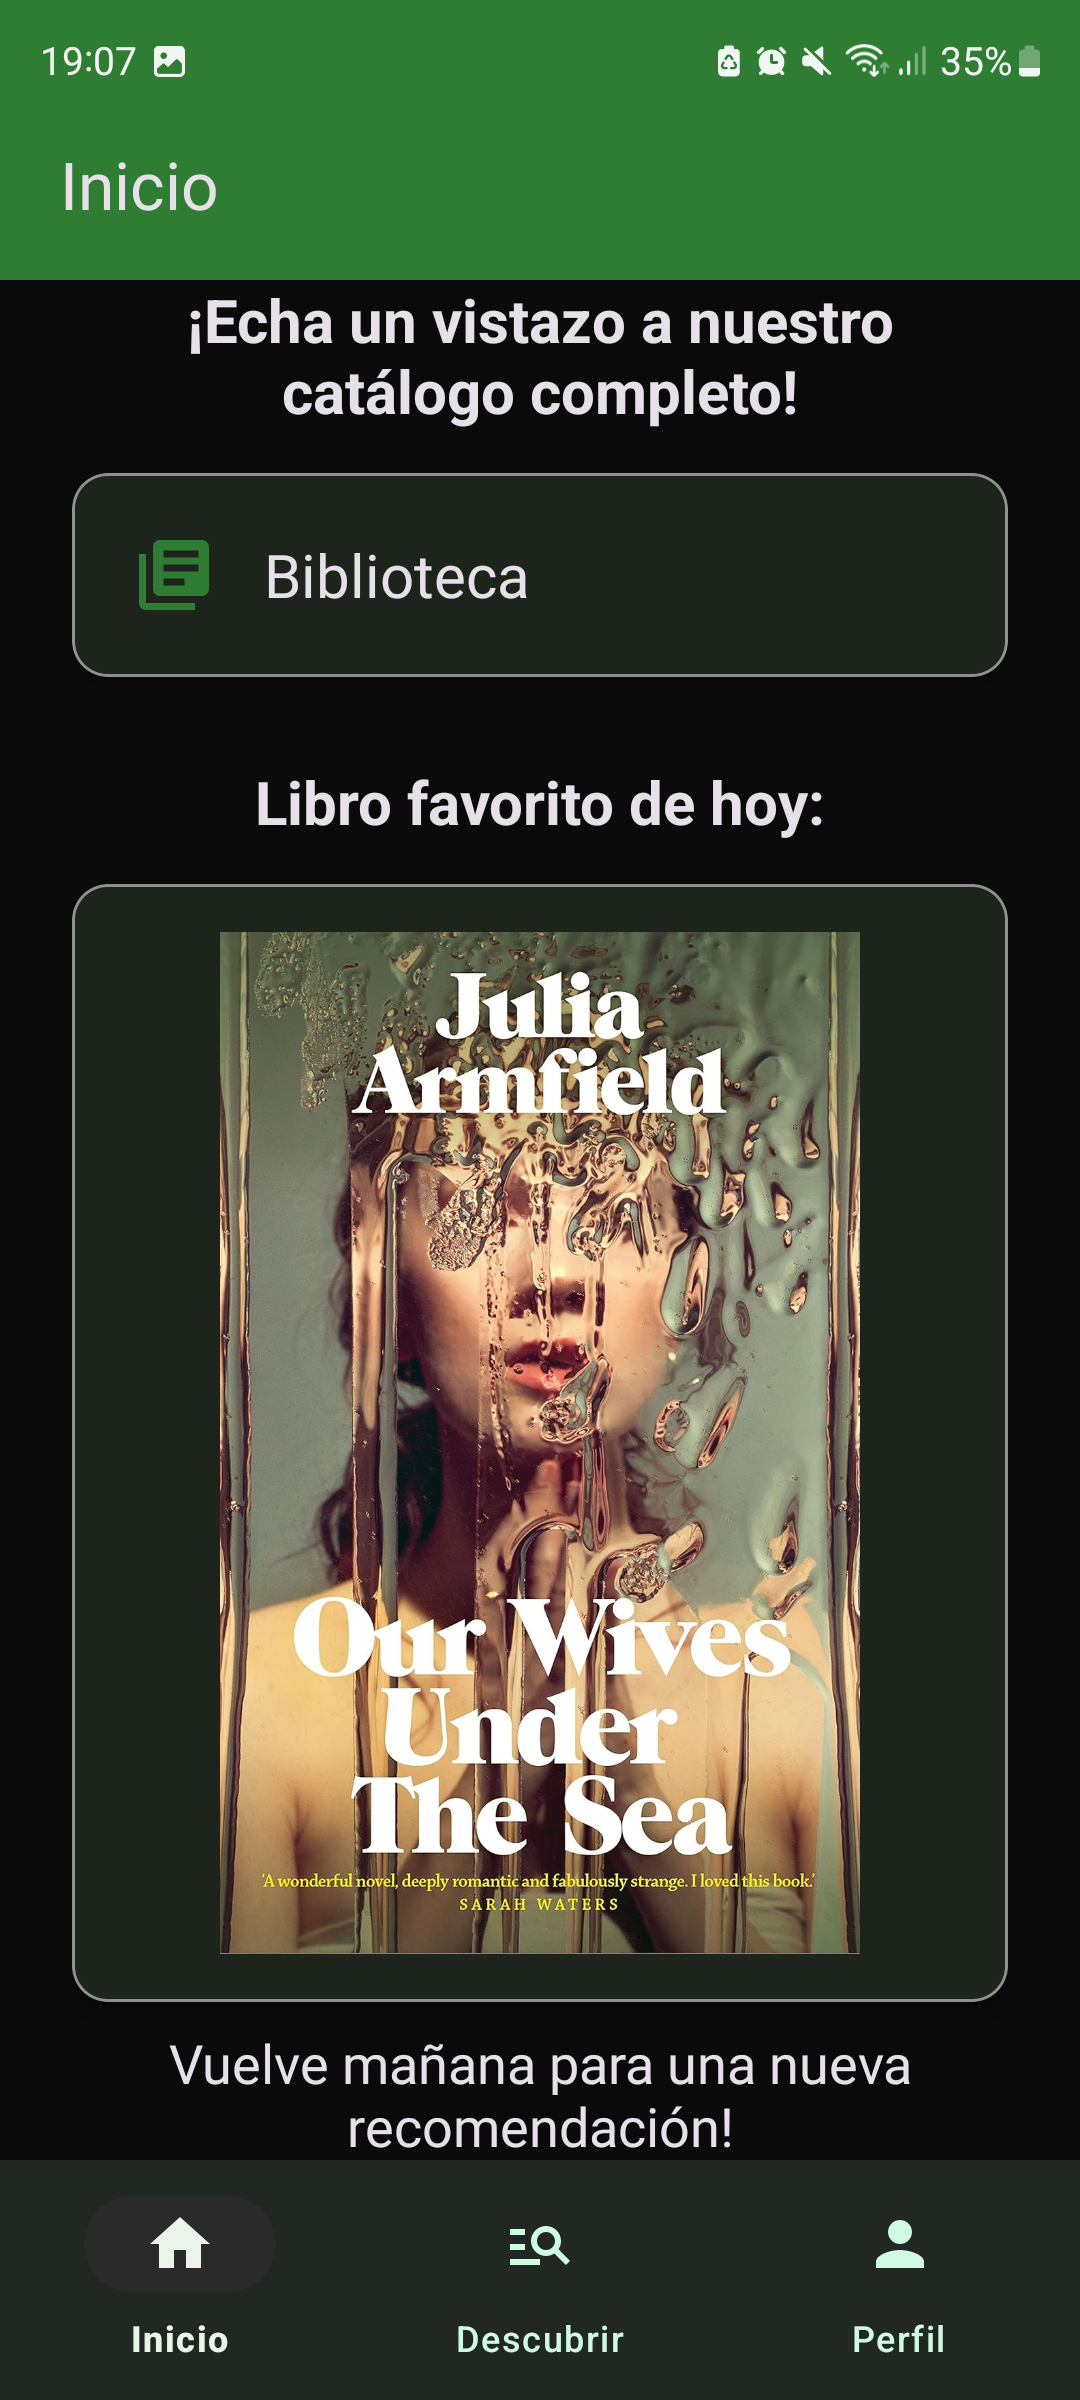 19:07
35%
Inicio
¡Echa un vistazo a nuestro
catálogo completo!
Biblioteca
Libro favorito de hoy:
Julia
Armfield
Our Wives
Under
The Sea
‘A wonderful novel, deeply romantic and fabulously strange. I loved this book.’
SARAH WATERS
Vuelve mañana para una nueva
recomendación!
Inicio
Descubrir
Perfil